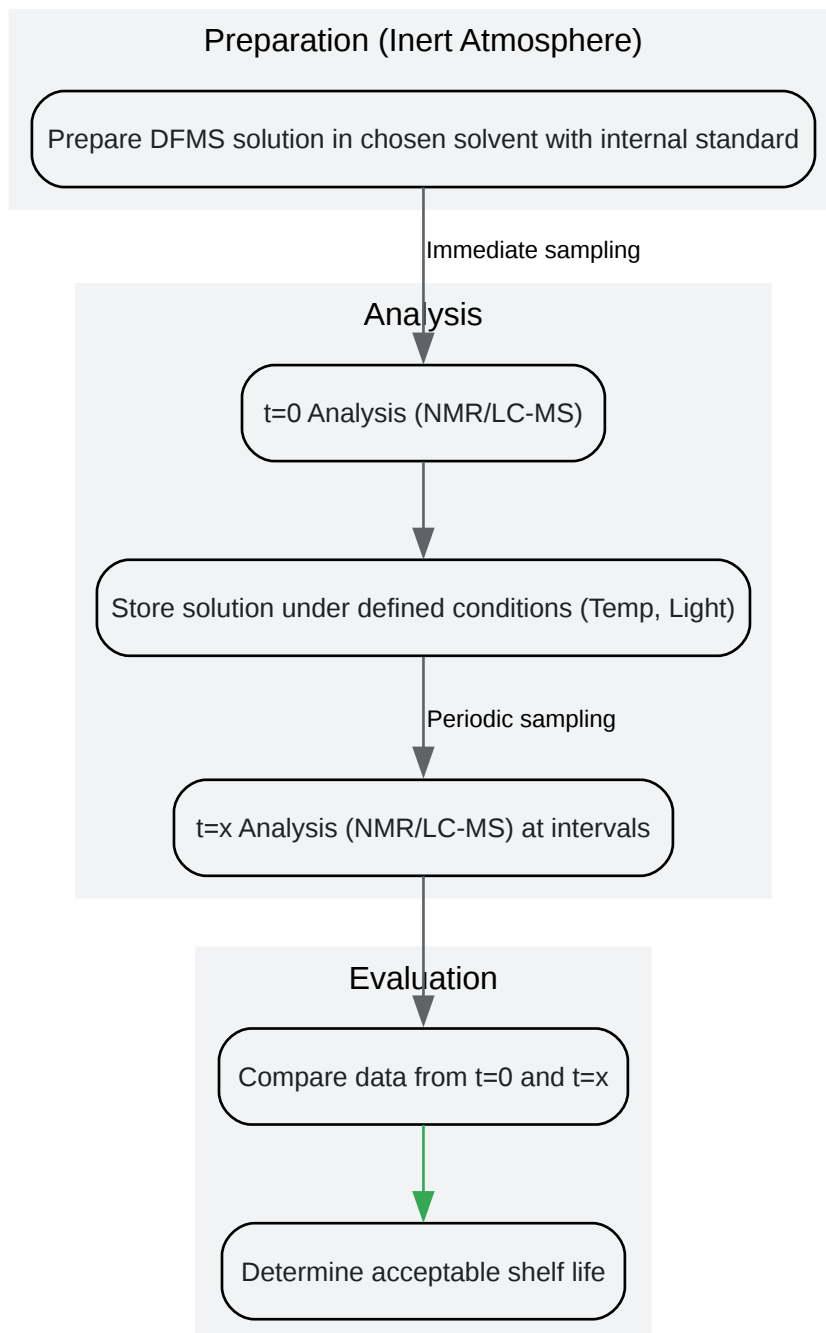 Preparation (Inert Atmosphere)
Prepare DFMS solution in chosen solvent with internal standard
Immediate sampling
Analysis
t=0 Analysis (NMR/LC-MS)
Store solution under defined conditions (Temp, Light)
Periodic sampling
t=x Analysis (NMR/LC-MS) at intervals
Evaluation
Compare data from t=0 and t=x
Determine acceptable shelf life